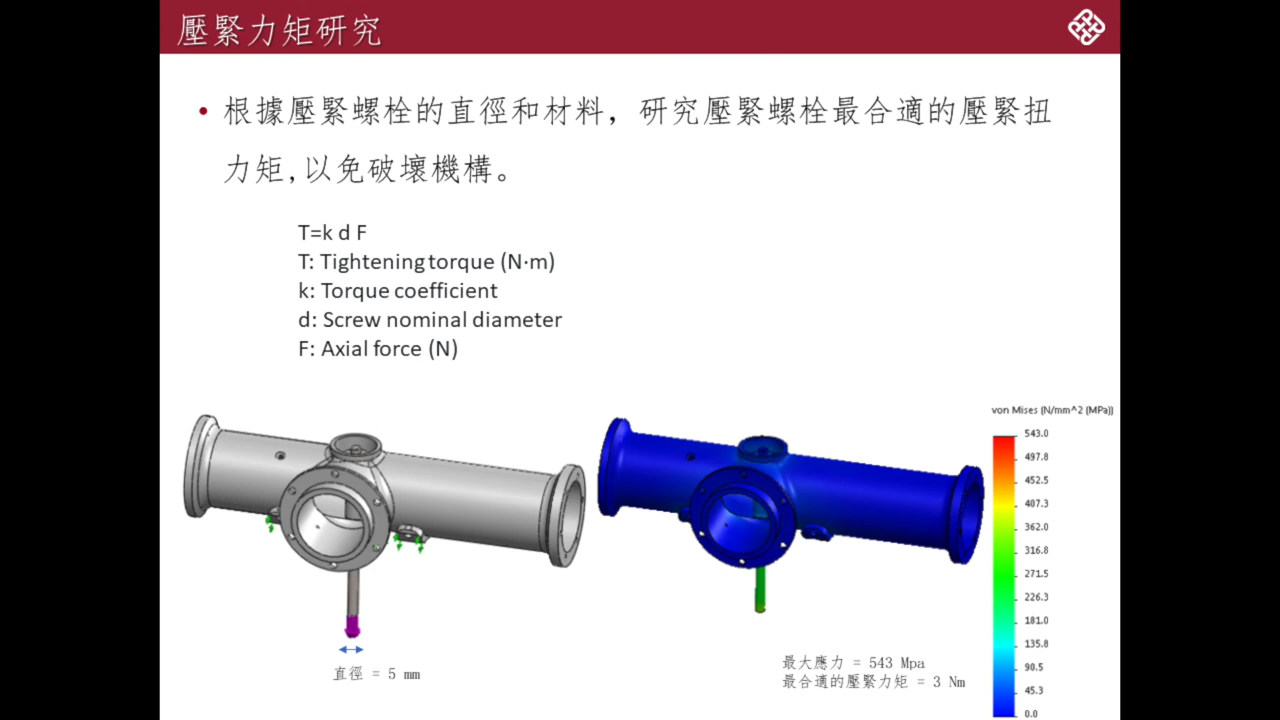 壓緊力矩研究
• 根據壓緊螺栓的直徑和材料，研究壓緊螺栓最合適的壓緊扭
力矩,以免破壞機構。
T=k d F
T: Tightening torque (N·m)
k: Torque coefficient
d: Screw nominal diameter
F: Axial force (N)
von Mises (N/mm^2 (MPa))
543.0
497.8
452.5
407.3
362.0
316.8
271.5
226.3
181.0
135.8
90.5
45.3
0.0
直徑 = 5 mm
最大應力 = 543 Mpa
最合適的壓緊力矩 = 3 Nm